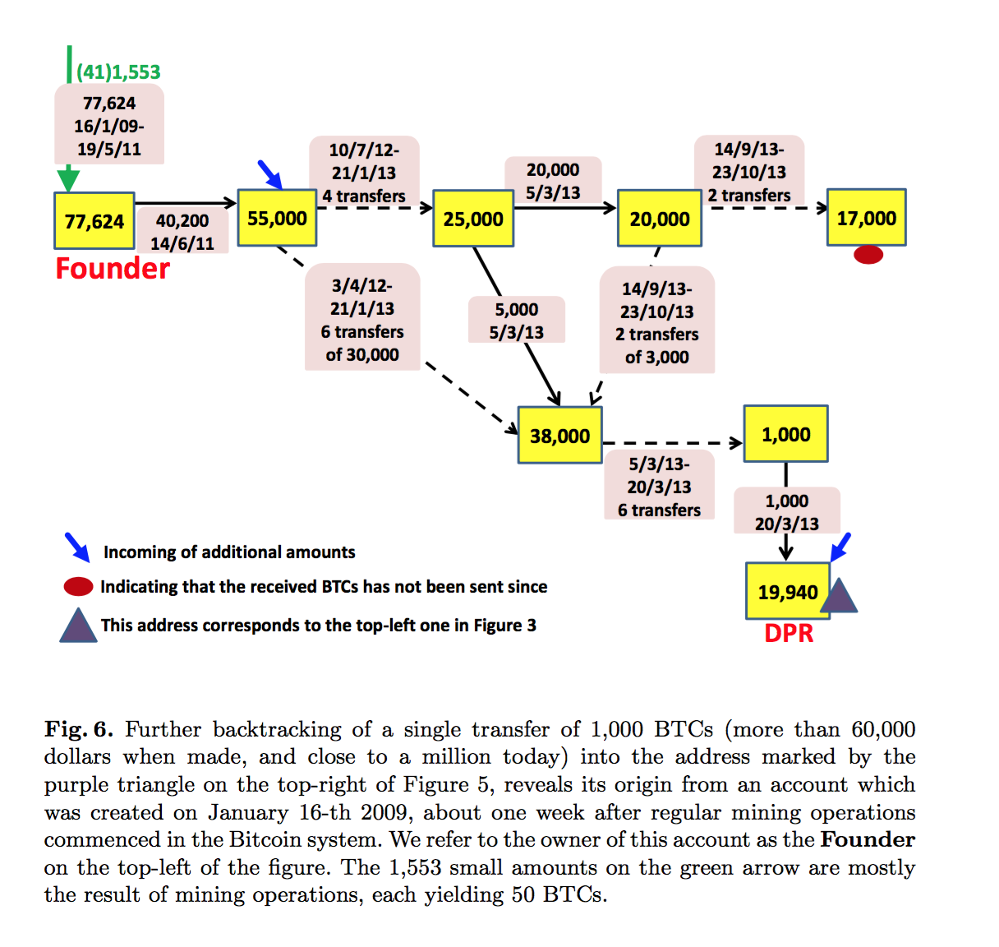 (41)1,553
77,624
16/1/09-
19/5/11
77,624
Founder
40,200
14/6/11
55,000
10/7/12-
21/1/13
4 transfers
25,000
20,000
5/3/13
20,000
14/9/13-
23/10/13
2 transfers
17,000
3/4/12-
21/1/13
6 transfers
of 30,000
5,000
5/3/13
14/9/13-
23/10/13
2 transfers
of 3,000
38,000
5/3/13-
20/3/13
6 transfers
1,000
1,000
20/3/13
19,940
DPR
Incoming of additional amounts
Indicating that the received BTCs has not been sent since
This address corresponds to the top-left one in Figure 3
Fig. 6. Further backtracking of a single transfer of 1,000 BTCs (more than 60,000
dollars when made, and close to a million today) into the address marked by the
purple triangle on the top-right of Figure 5, reveals its origin from an account which
was created on January 16-th 2009, about one week after regular mining operations
commenced in the Bitcoin system. We refer to the owner of this account as the Founder
on the top-left of the figure. The 1,553 small amounts on the green arrow are mostly
the result of mining operations, each yielding 50 BTCs.